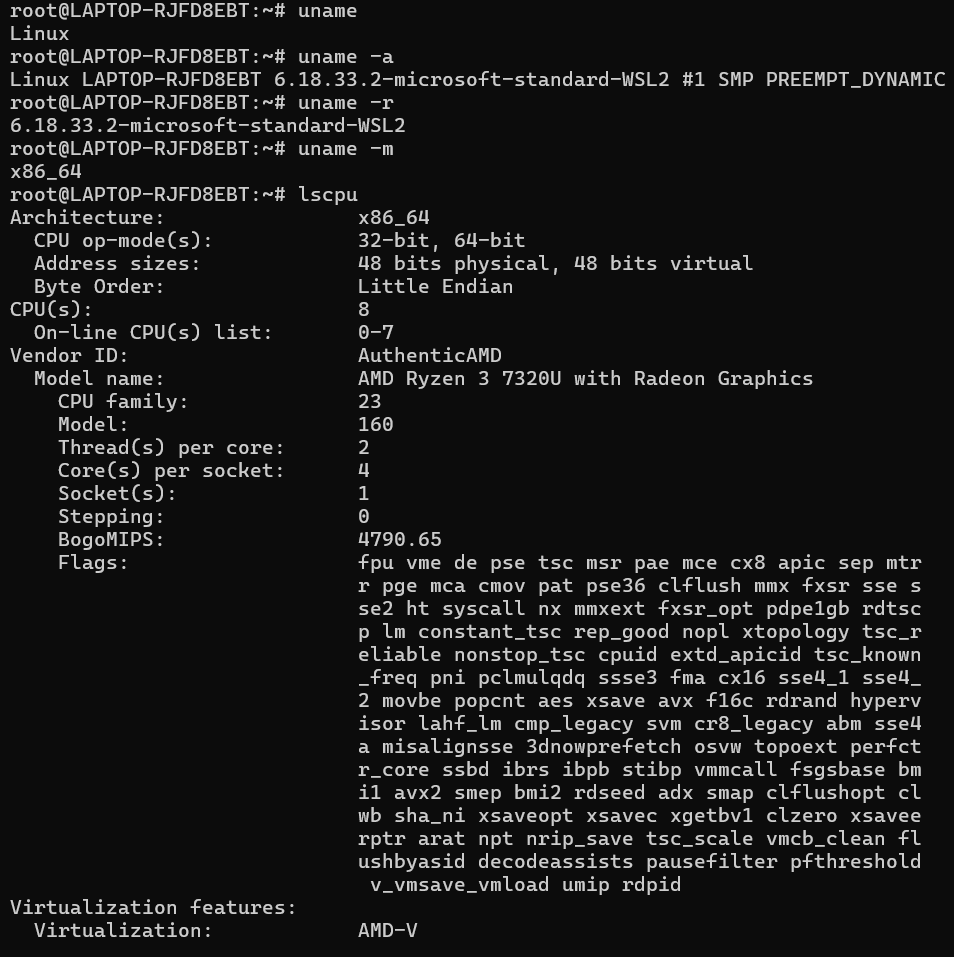 root@LAPTOP-RJFD8EBT:~# uname
Linux
root@LAPTOP-RJFD8EBT:~# uname -a
Linux LAPTOP-RJFD8EBT 6.18.33.2-microsoft-standard-WSL2 #1 SMP PREEMPT_DYNAMIC
root@LAPTOP-RJFD8EBT:~# uname -r
6.18.33.2-microsoft-standard-WSL2
root@LAPTOP-RJFD8EBT:~# uname -m
x86_64
root@LAPTOP-RJFD8EBT:~# lscpu
Architecture:                x86_64
  CPU op-mode(s):            32-bit, 64-bit
  Address sizes:             48 bits physical, 48 bits virtual
  Byte Order:                Little Endian
CPU(s):                      8
  On-line CPU(s) list:       0-7
Vendor ID:                   AuthenticAMD
  Model name:                AMD Ryzen 3 7320U with Radeon Graphics
    CPU family:              23
    Model:                   160
    Thread(s) per core:      2
    Core(s) per socket:      4
    Socket(s):               1
    Stepping:                0
    BogoMIPS:                4790.65
    Flags:                   fpu vme de pse tsc msr pae mce cx8 apic sep mtr
                             r pge mca cmov pat pse36 clflush mmx fxsr sse s
                             se2 ht syscall nx mmxext fxsr_opt pdpe1gb rdtsc
                             p lm constant_tsc rep_good nopl xtopology tsc_r
                             eliable nonstop_tsc cpuid extd_apicid tsc_known
                             _freq pni pclmulqdq ssse3 fma cx16 sse4_1 sse4_
                             2 movbe popcnt aes xsave avx f16c rdrand hyperv
                             isor lahf_lm cmp_legacy svm cr8_legacy abm sse4
                             a misalignsse 3dnowprefetch osvw topoext perfct
                             r_core ssbd ibrs ibpb stibp vmmcall fsgsbase bm
                             i1 avx2 smep bmi2 rdseed adx smap clflushopt cl
                             wb sha_ni xsaveopt xsavec xgetbv1 clzero xsavee
                             rptr arat npt nrip_save tsc_scale vmcb_clean fl
                             ushbyasid decodeassists pausefilter pfthreshold
                              v_vmsave_vmload umip rdpid
Virtualization features:
  Virtualization:            AMD-V